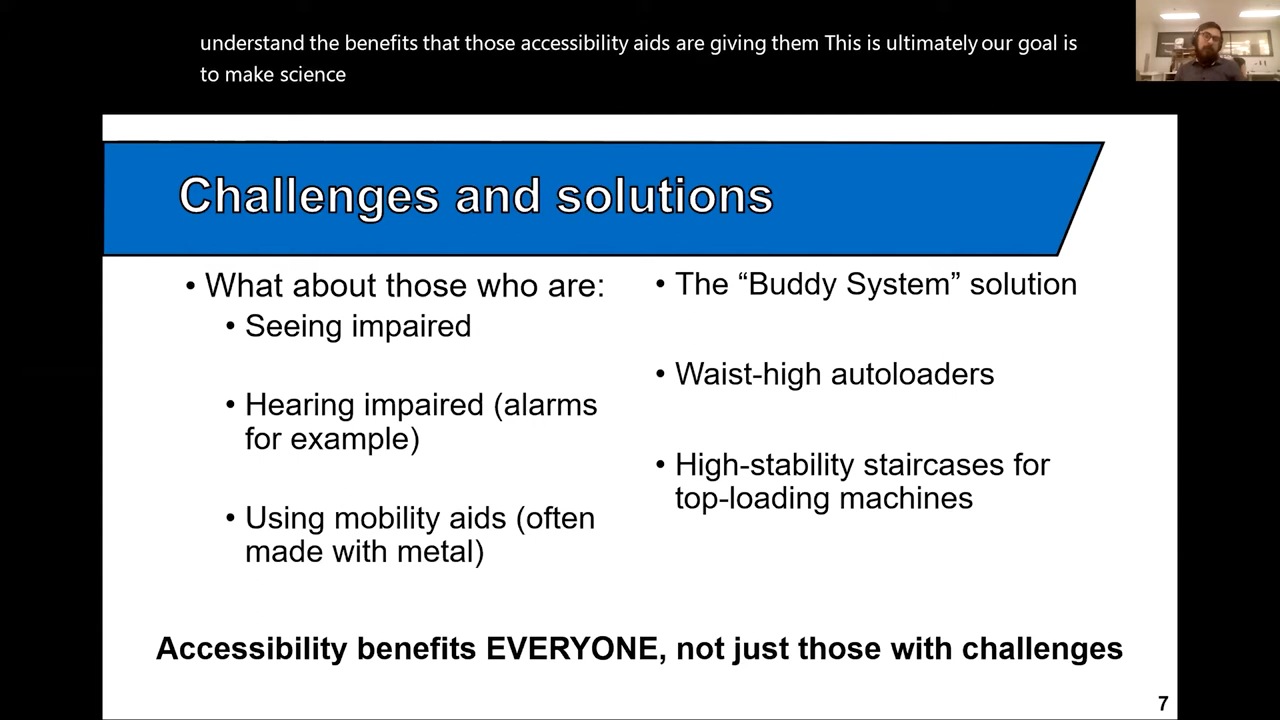 understand the benefits that those accessibility aids are giving them This is ultimately our goal is
to make science
Challenges and solutions
• What about those who are:
• Seeing impaired
• Hearing impaired (alarms
for example)
• Using mobility aids (often
made with metal)
• The “Buddy System” solution
• Waist-high autoloaders
• High-stability staircases for
top-loading machines
Accessibility benefits EVERYONE, not just those with challenges
7